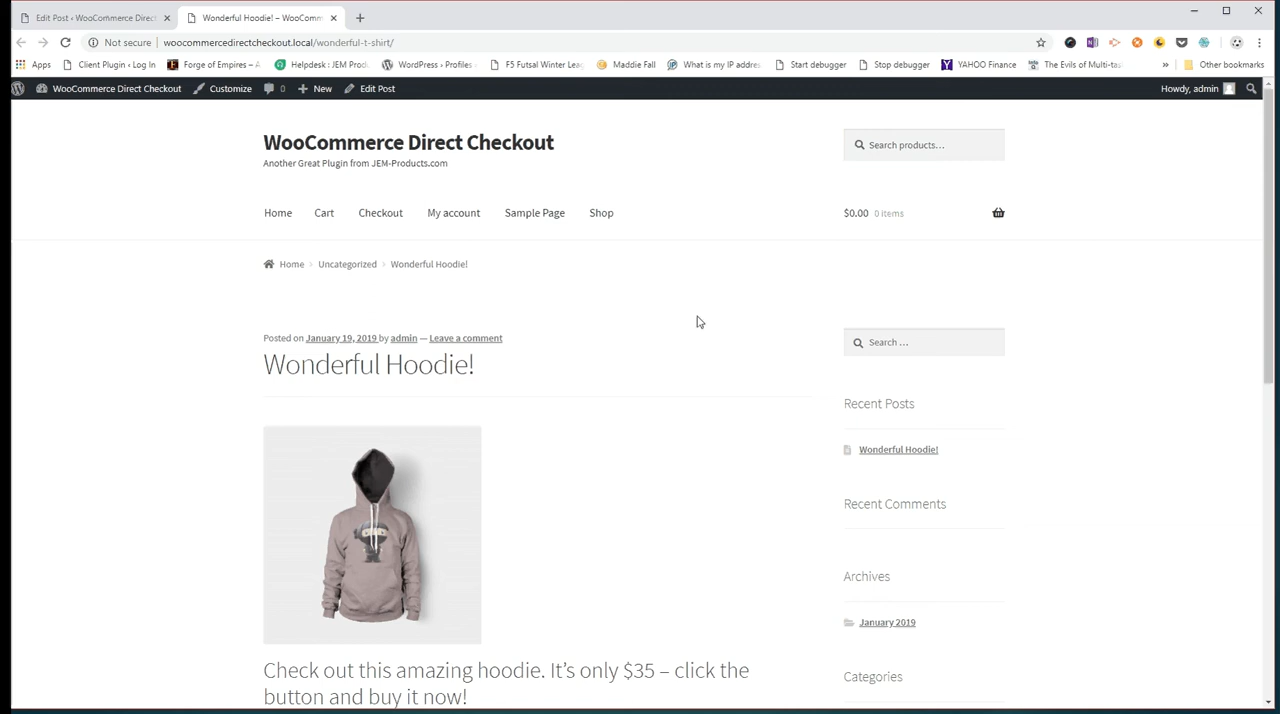 Edit Post ‹ WooCommerce Direct
Wonderful Hoodie! – WooComm
Not secure
woocommercedirectcheckout.local/wonderful-t-shirt/
Apps
Client Plugin ‹ Log In
Forge of Empires –
Helpdesk : JEM Prod
WordPress › Profiles
F5 Futsal Winter Leag
Maddie Fall
What is my IP addres
Start debugger
Stop debugger
YAHOO Finance
The Evils of Multi-tas
»
Other bookmarks
WooCommerce Direct Checkout
Customize
0
New
Edit Post
Howdy, admin
WooCommerce Direct Checkout
Another Great Plugin from JEM-Products.com
Search products…
Home Cart Checkout My account Sample Page Shop
$0.00 0 items
Home › Uncategorized › Wonderful Hoodie!
Posted on January 19, 2019 by admin — Leave a comment
Wonderful Hoodie!
Check out this amazing hoodie. It’s only $35 – click the
button and buy it now!
Search …
Recent Posts
Wonderful Hoodie!
Recent Comments
Archives
January 2019
Categories